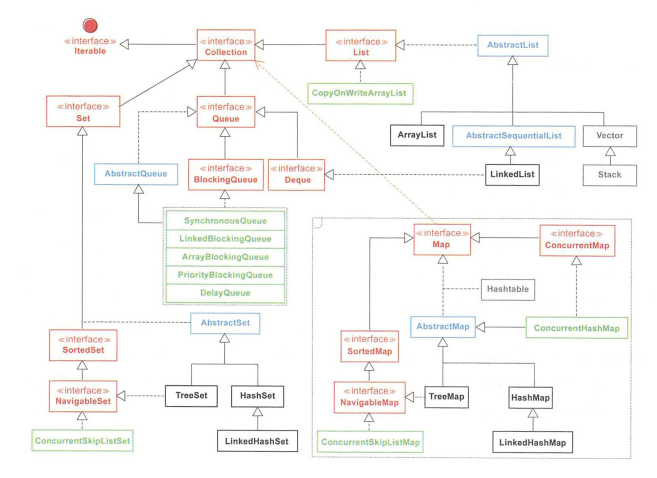 «interface»
Iterable
«interface»
Collection
«interface»
List
AbstractList
CopyOnWriteArrayList
«interface»
Set
«interface»
Queue
ArrayList
AbstractSequentialList
Vector
AbstractQueue
«interface»
BlockingQueue
«interface»
Deque
LinkedList
Stack
SynchronousQueue
LinkedBlockingQueue
ArrayBlockingQueue
PriorityBlockingQueue
DelayQueue
«interface»
Map
«interface»
ConcurrentMap
Hashtable
AbstractSet
AbstractMap
ConcurrentHashMap
«interface»
SortedSet
«interface»
SortedMap
«interface»
NavigableSet
TreeSet
HashSet
«interface»
NavigableMap
TreeMap
HashMap
ConcurrentSkipListSet
LinkedHashSet
ConcurrentSkipListMap
LinkedHashMap